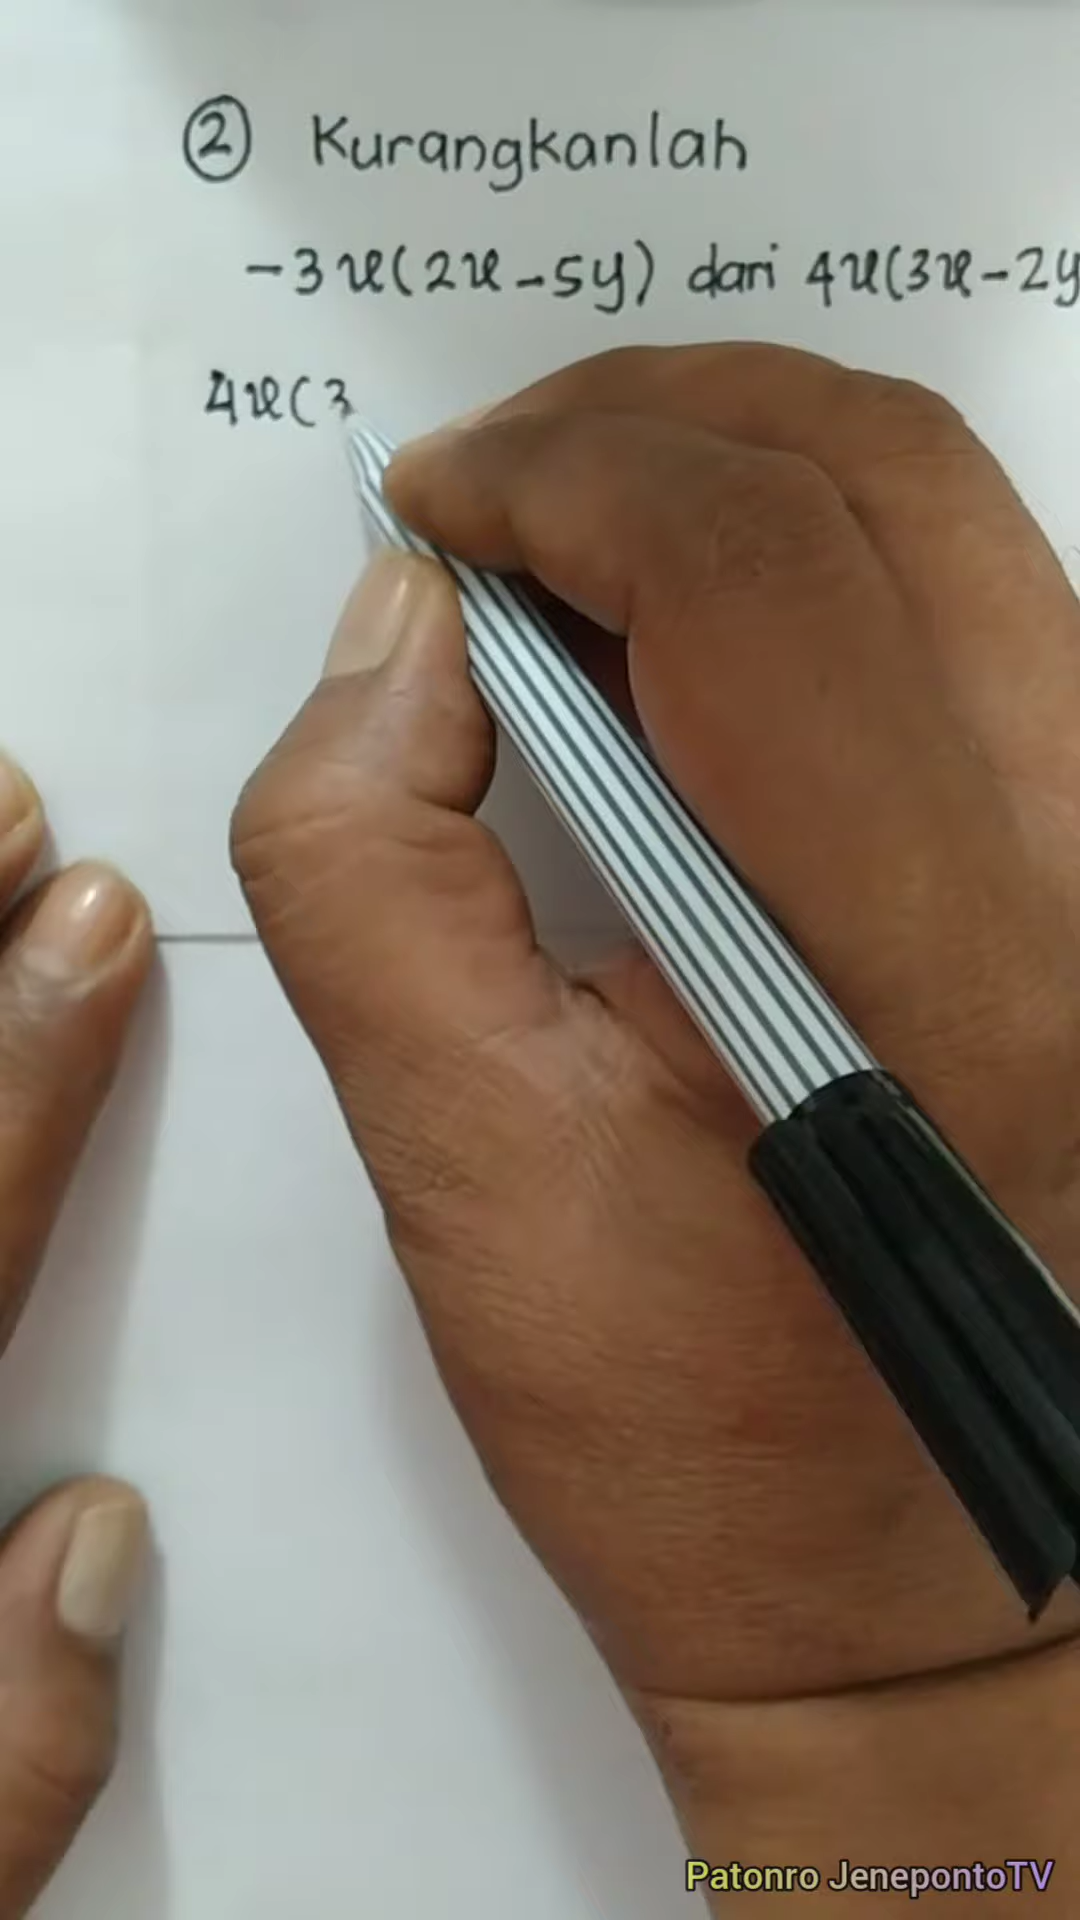 ② Kurangkanlah
-3x(2x-5y) dari 4x(3x-2y
4x(3
Patonro JenepontoTV